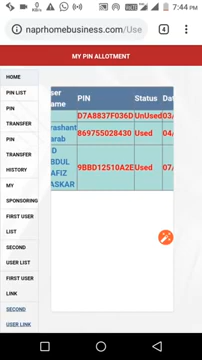 7:44 PM
naprhomebusiness.com/Use
4
MY PIN ALLOTMENT
HOME
PIN LIST
PIN
TRANSFER
PIN
TRANSFER
HISTORY
MY
SPONSORING
FIRST USER
LIST
SECOND
USER LIST
FIRST USER
LINK
SECOND
USER LINK
ser
ame PIN Status Dat
D7A8837F036D UnUsed 03/
rashant
arab 869755028430 Used 04/
D
BDUL
AFIZ
ASKAR 9BBD12510A2E Used 07/